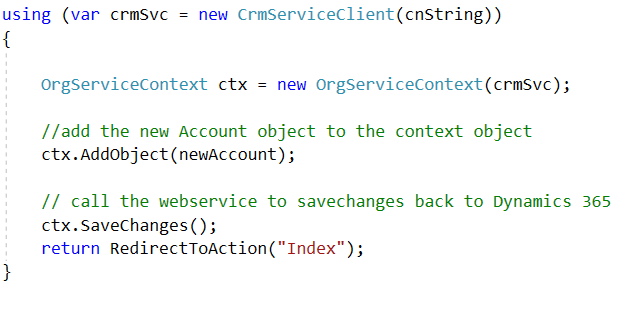 using (var crmSvc = new CrmServiceClient(cnString))
{
OrgServiceContext ctx = new OrgServiceContext(crmSvc);
//add the new Account object to the context object
ctx.AddObject(newAccount);
// call the webservice to savechanges back to Dynamics 365
ctx.SaveChanges();
return RedirectToAction("Index");
}